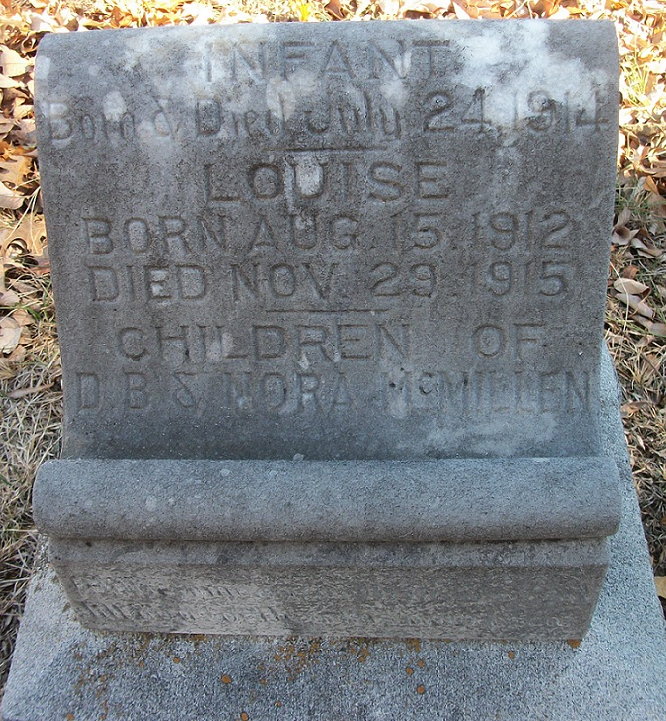 INFANT
Born & Died July 24, 1914
LOUISE
BORN AUG 15 1912
DIED NOV 29 1915
CHILDREN OF
D.B. & NORA McMILLEN